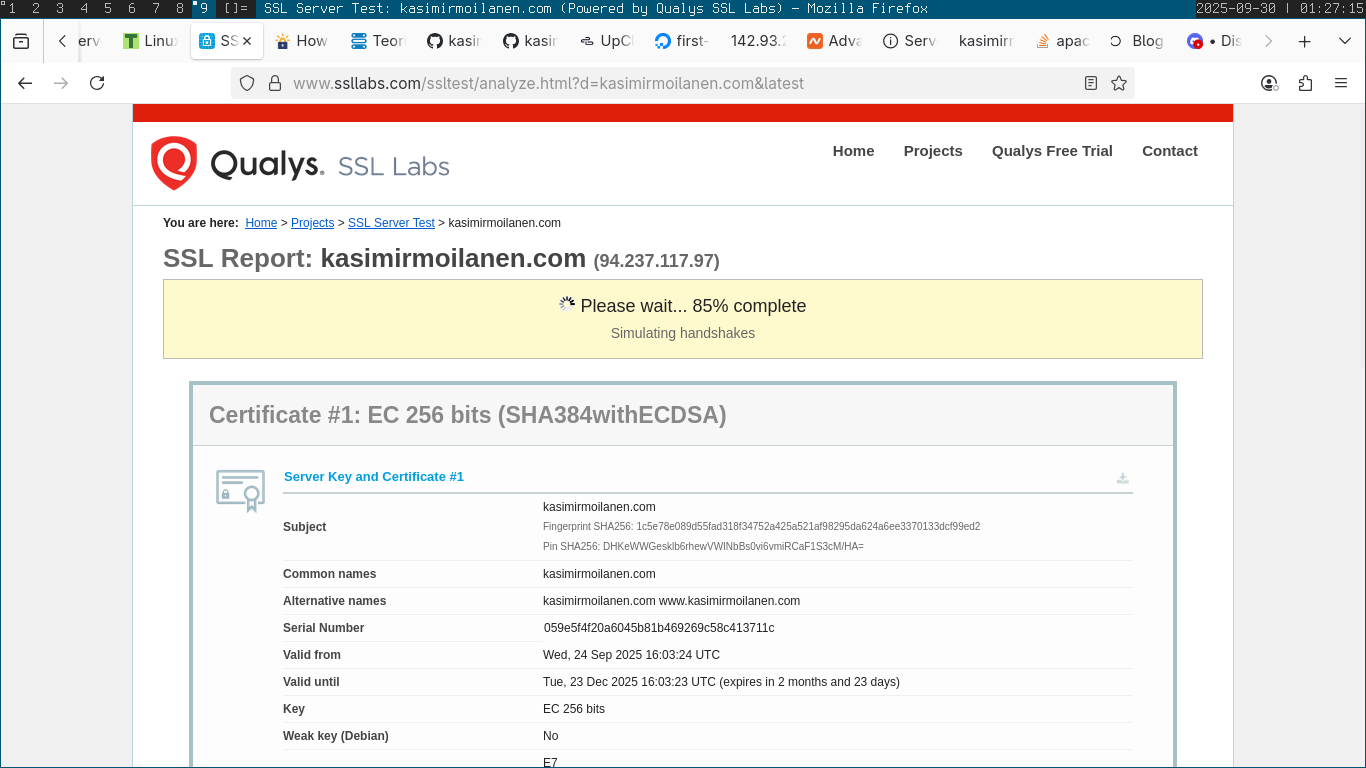 1 2 3 4 5 6 7 8 9 []= SSL Server Test: kasimirmoilanen.com (Powered by Qualys SSL Labs) — Mozilla Firefox 2025-09-30 | 01:27:15
erv Linu SS How Teor kasir kasir UpCl first- 142.93.2 Adva Serv kasimirm apac Blog • Dis
www.ssllabs.com/ssltest/analyze.html?d=kasimirmoilanen.com&latest
Qualys. SSL Labs
Home Projects Qualys Free Trial Contact
You are here: Home > Projects > SSL Server Test > kasimirmoilanen.com
SSL Report: kasimirmoilanen.com (94.237.117.97)
Please wait... 85% complete
Simulating handshakes
Certificate #1: EC 256 bits (SHA384withECDSA)
Server Key and Certificate #1
Subject
kasimirmoilanen.com
Fingerprint SHA256: 1c5e78e089d55fad318f34752a425a521af98295da624a6ee3370133dcf99ed2
Pin SHA256: DHKeWWGesklb6rhewVWlNbBs0vi6vmiRCaF1S3cM/HA=
Common names kasimirmoilanen.com
Alternative names kasimirmoilanen.com www.kasimirmoilanen.com
Serial Number 059e5f4f20a6045b81b469269c58c413711c
Valid from Wed, 24 Sep 2025 16:03:24 UTC
Valid until Tue, 23 Dec 2025 16:03:23 UTC (expires in 2 months and 23 days)
Key EC 256 bits
Weak key (Debian) No
E7